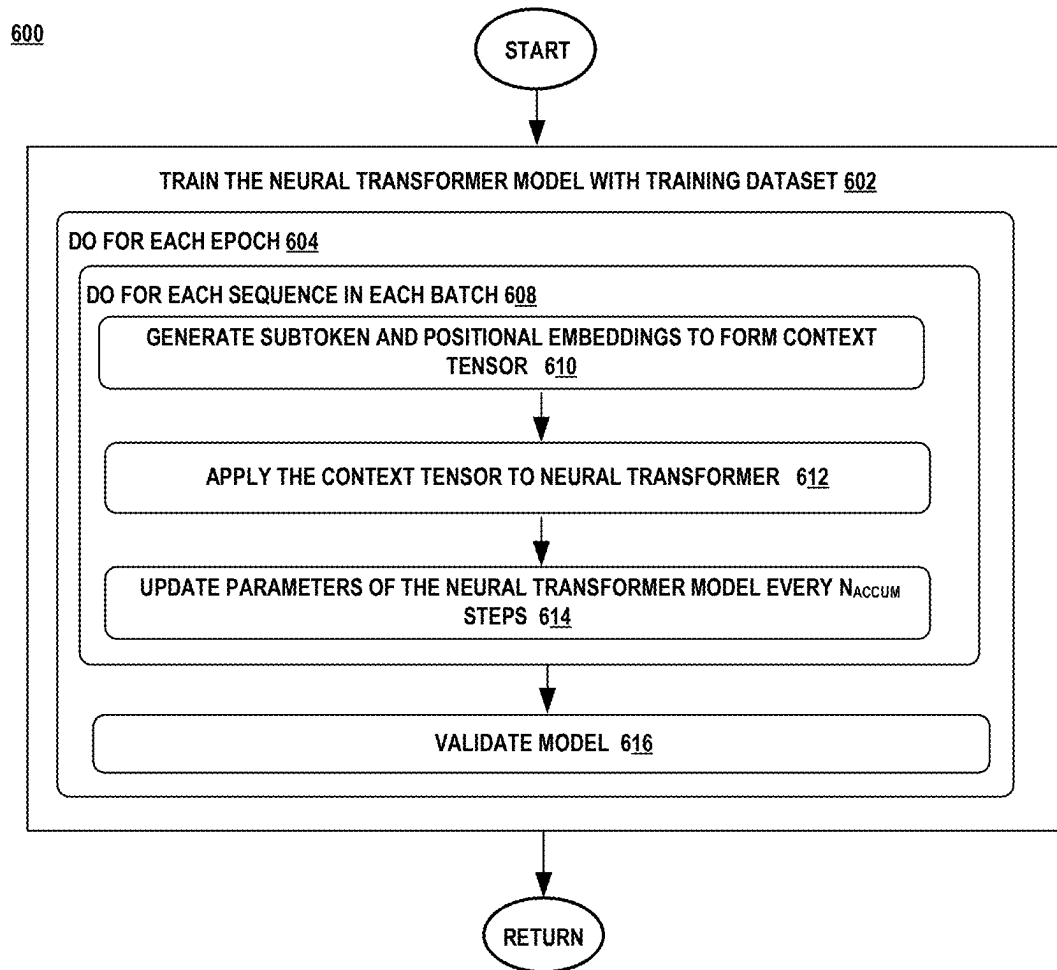 600
START
TRAIN THE NEURAL TRANSFORMER MODEL WITH TRAINING DATASET 602
DO FOR EACH EPOCH 604
DO FOR EACH SEQUENCE IN EACH BATCH 608
GENERATE SUBTOKEN AND POSITIONAL EMBEDDINGS TO FORM CONTEXT
TENSOR 610
APPLY THE CONTEXT TENSOR TO NEURAL TRANSFORMER 612
UPDATE PARAMETERS OF THE NEURAL TRANSFORMER MODEL EVERY NACCUM
STEPS 614
VALIDATE MODEL 616
RETURN